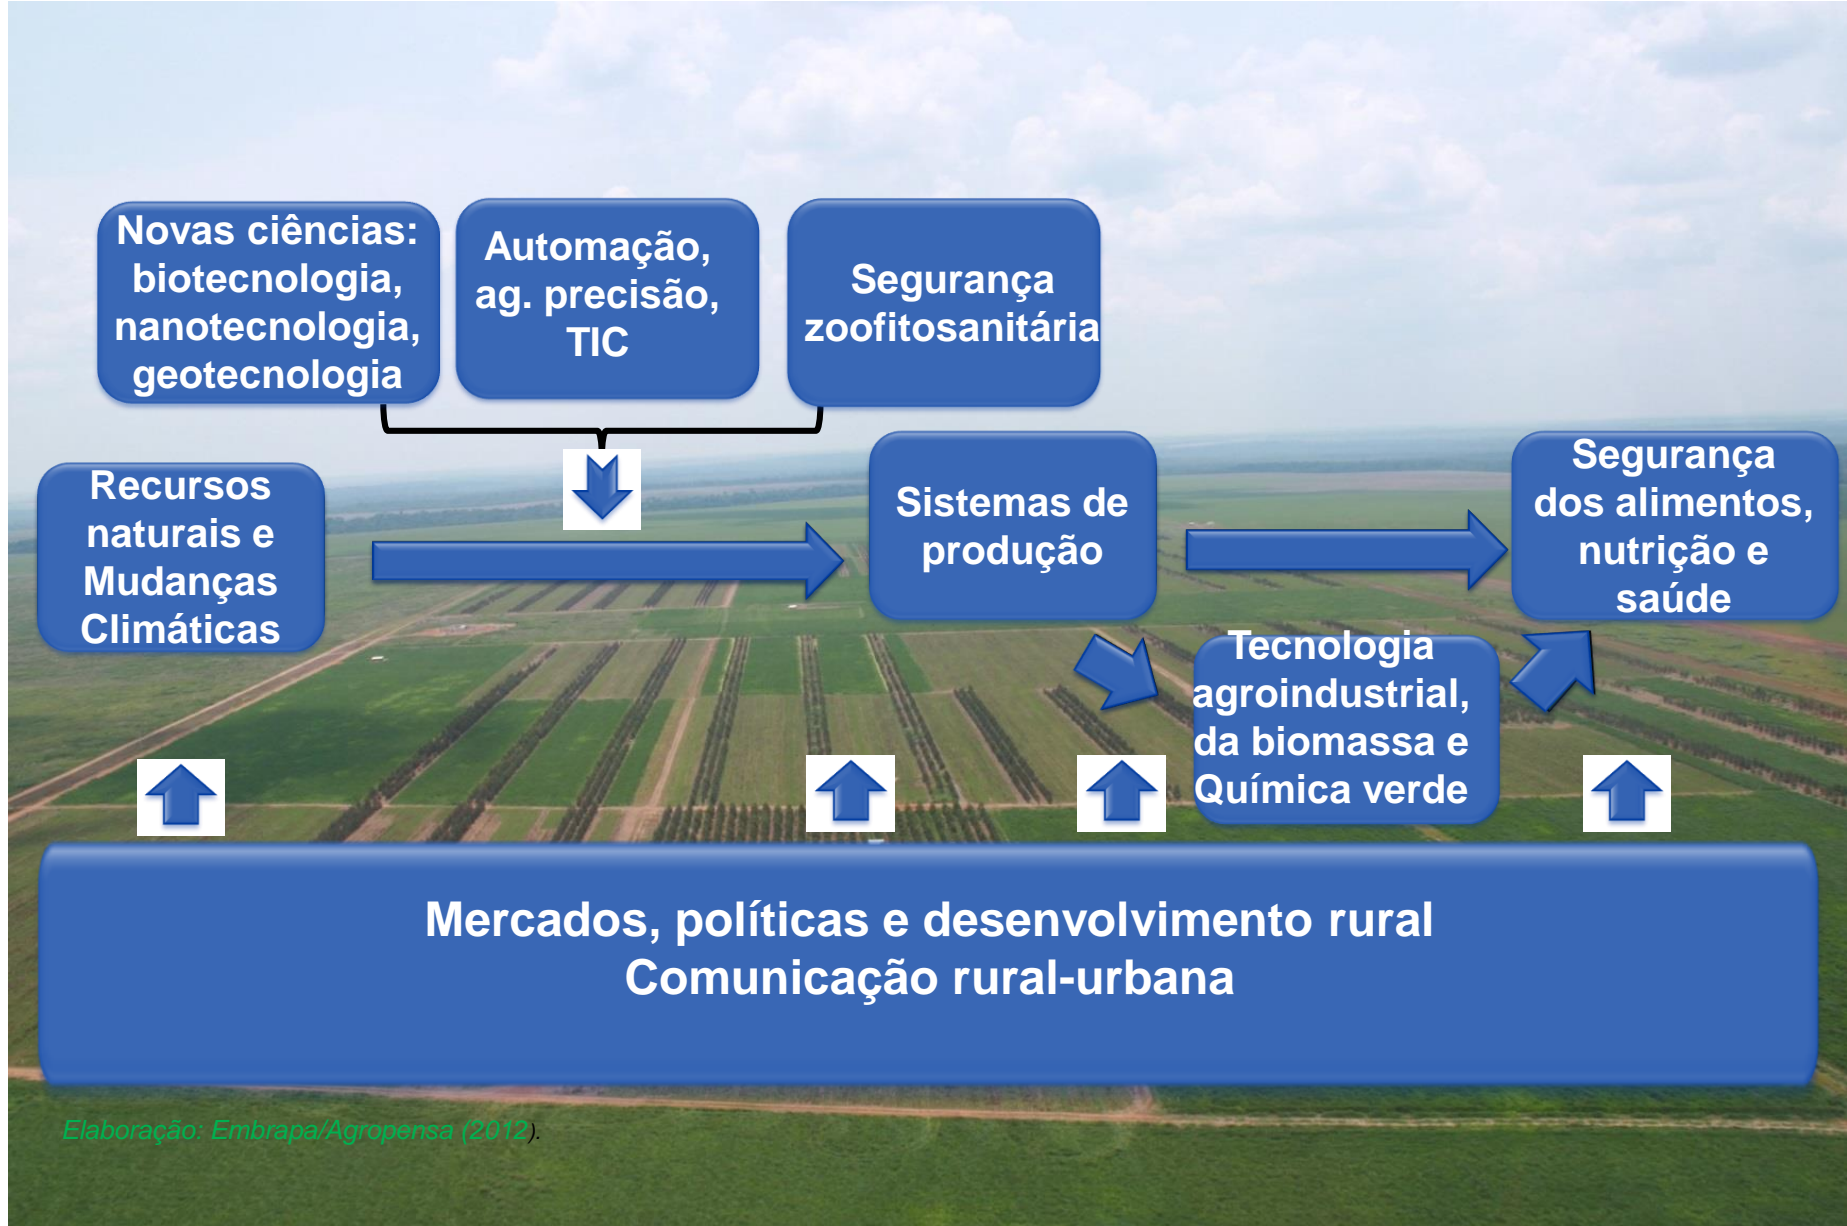 Novas ciências:
biotecnologia,
nanotecnologia,
geotecnologia
Automação,
ag. precisão,
TIC
Segurança
zoofitosanitária
Recursos
naturais e
Mudanças
Climáticas
Sistemas de
produção
Segurança
dos alimentos,
nutrição e
saúde
Tecnologia
agroindustrial,
da biomassa e
Química verde
Mercados, políticas e desenvolvimento rural
Comunicação rural-urbana
Elaboração: Embrapa/Agropensa (2012).